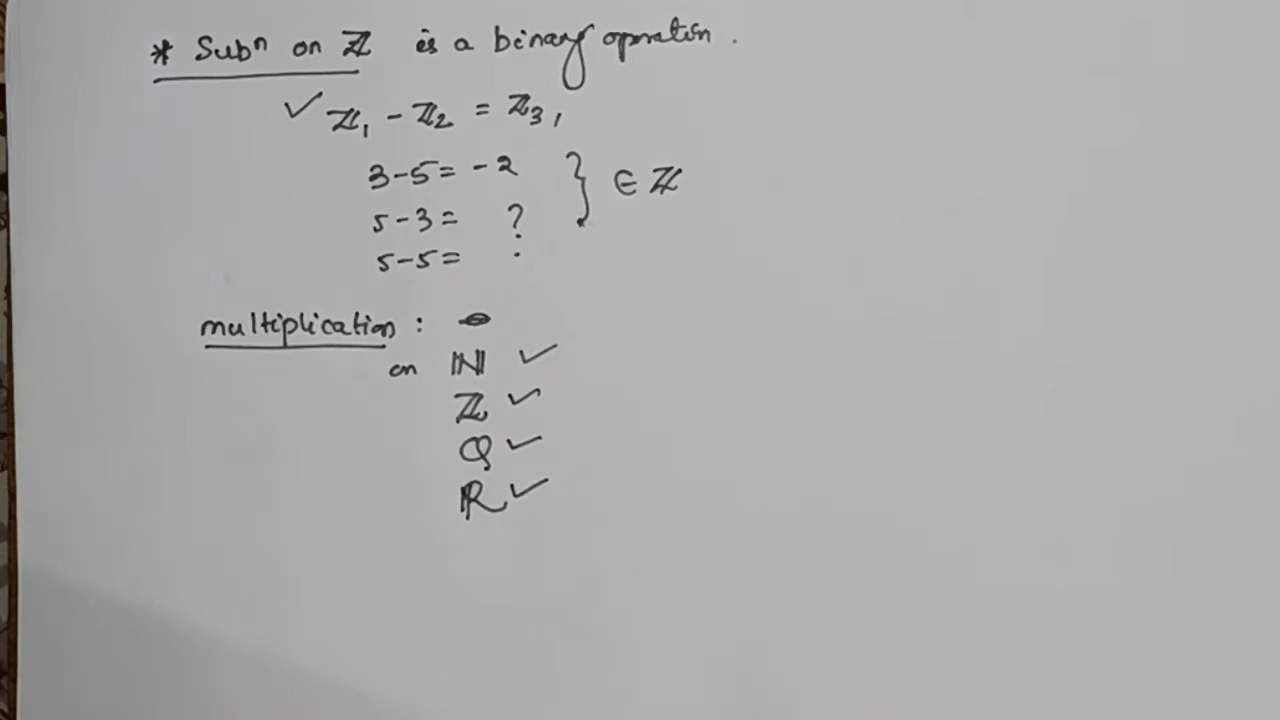 * Subⁿ on ℤ is a binary operation.
✓ ℤ₁ - ℤ₂ = ℤ₃,
3-5 = -2 } ∈ ℤ
5-3 = ?
5-5 = :
multiplication :
on ℕ ✓
ℤ ✓
Q ✓
ℝ ✓